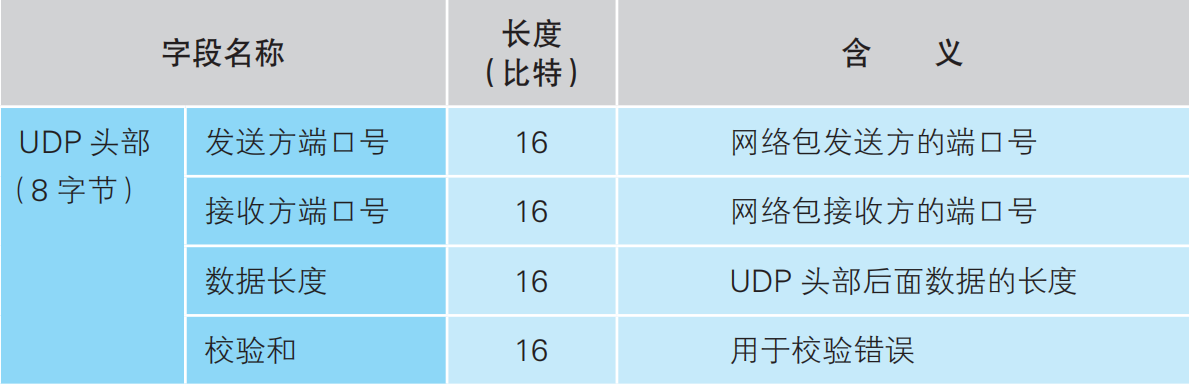 字段名称
长度
(比特)
含 义
UDP 头部
(8 字节)
发送方端口号
16
网络包发送方的端口号
接收方端口号
16
网络包接收方的端口号
数据长度
16
UDP 头部后面数据的长度
校验和
16
用于校验错误